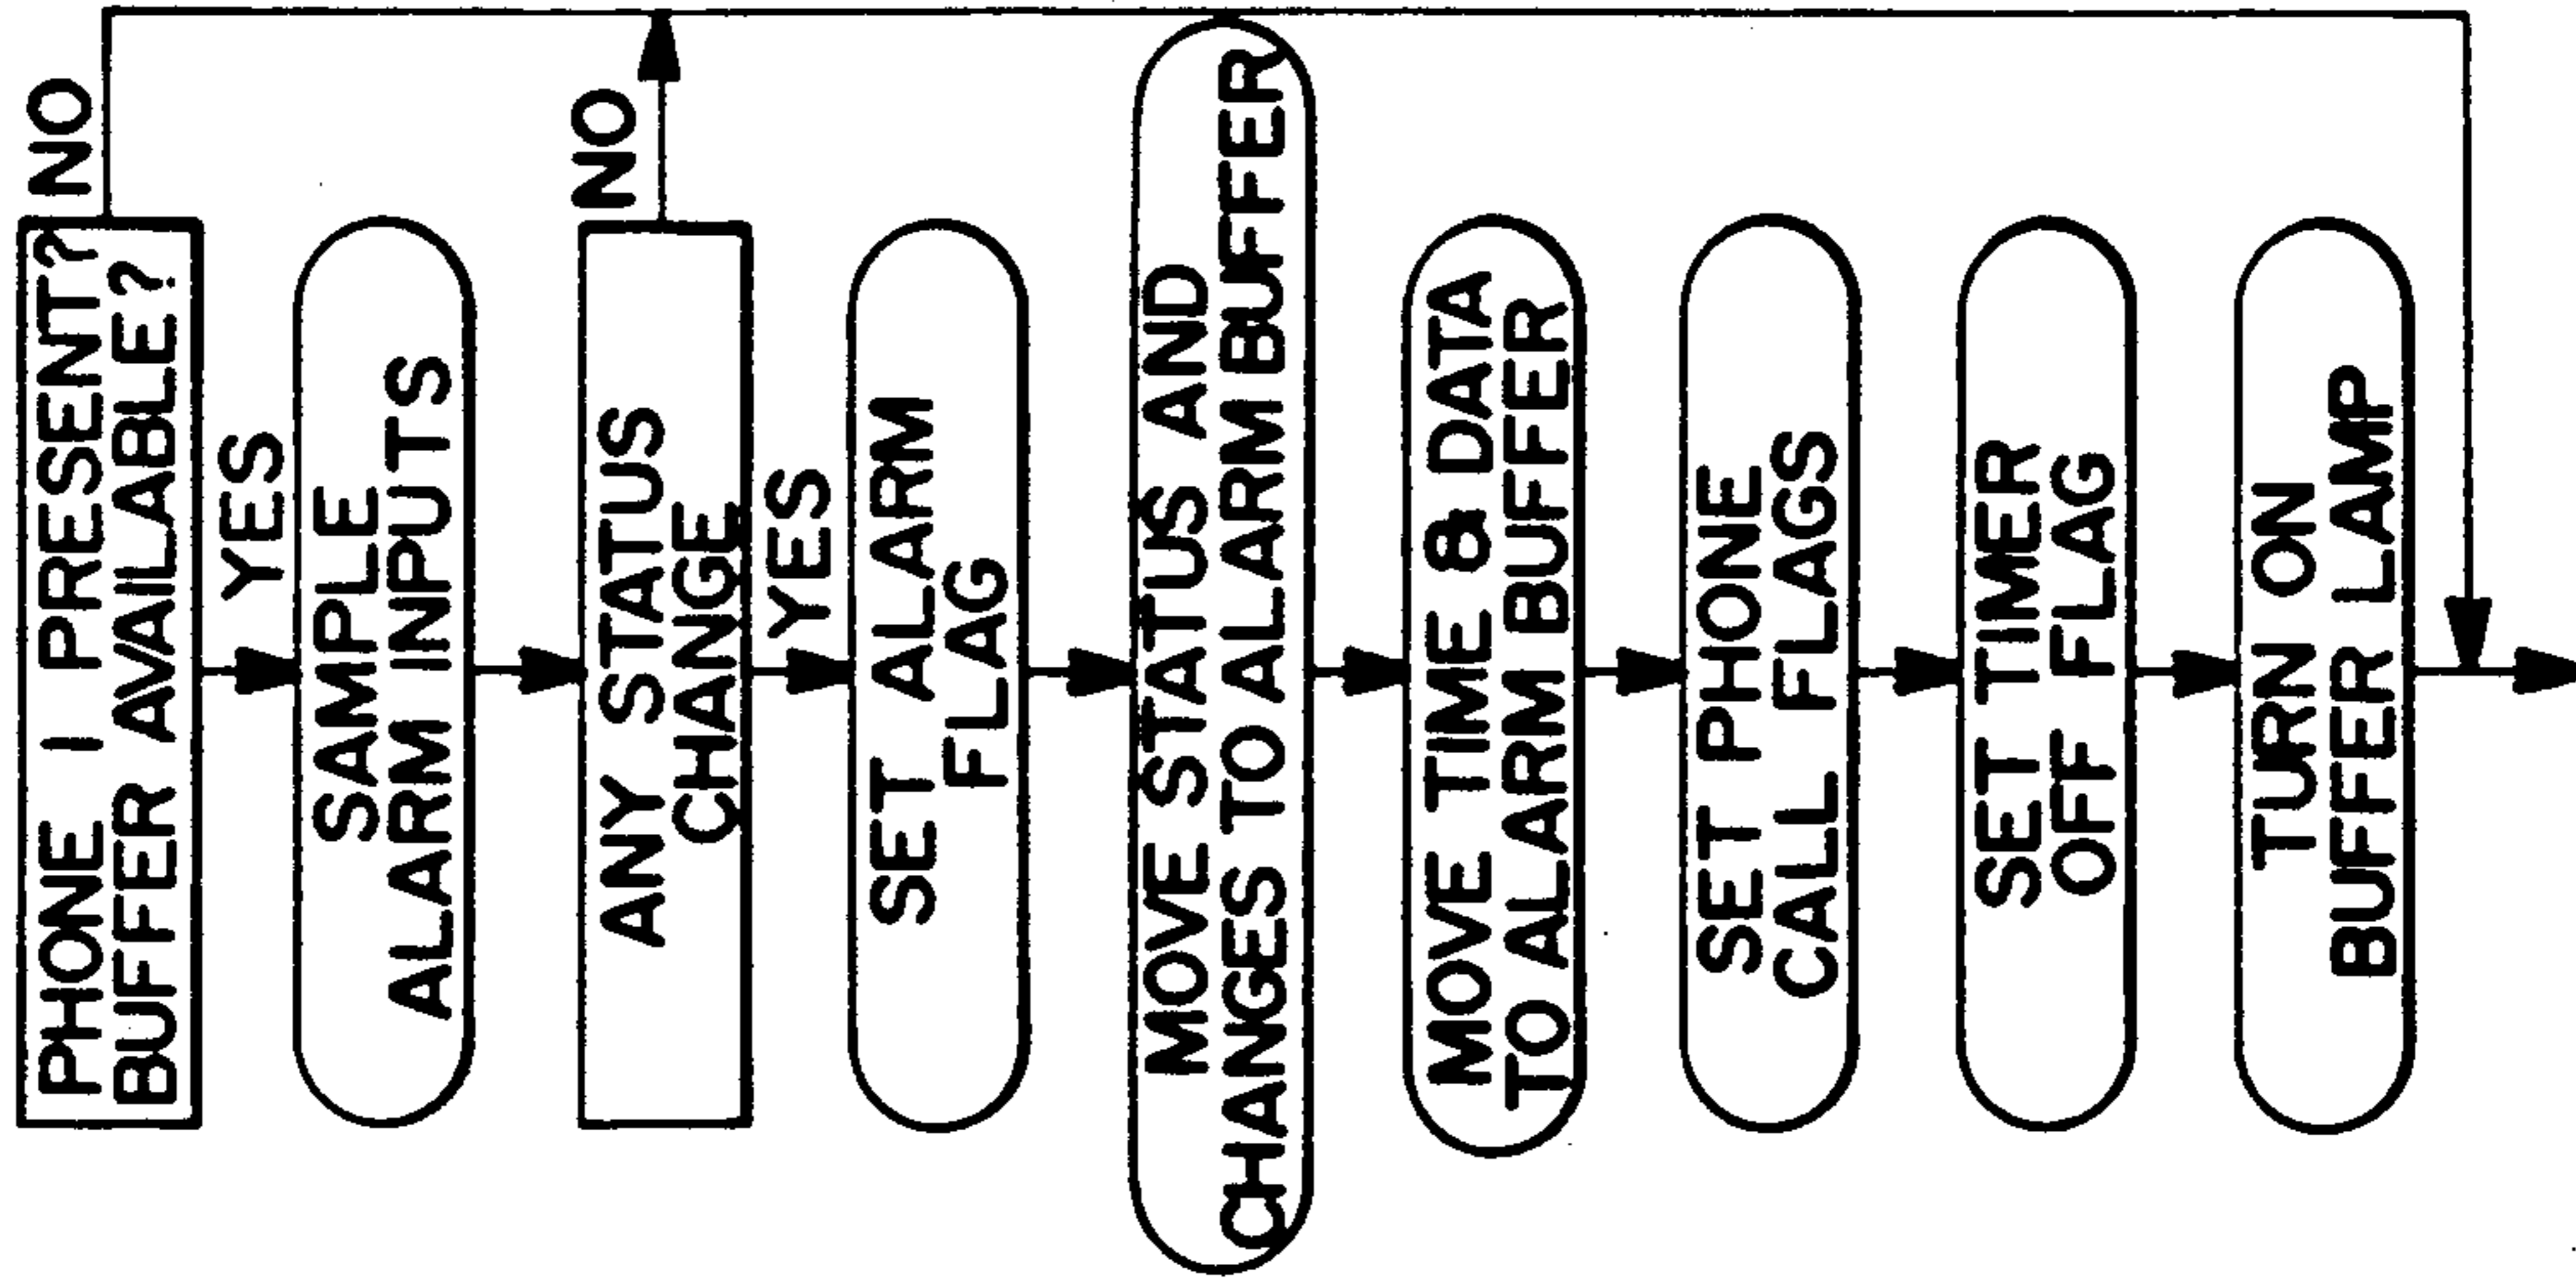 PHONE 1 PRESENT?
BUFFER AVAILABLE?
NO
YES
SAMPLE
ALARM INPUTS
ANY STATUS
CHANGE
NO
YES
SET ALARM
FLAG
MOVE STATUS AND
CHANGES TO ALARM BUFFER
MOVE TIME & DATA
TO ALARM BUFFER
SET PHONE
CALL FLAGS
SET TIMER
OFF FLAG
TURN ON
BUFFER LAMP